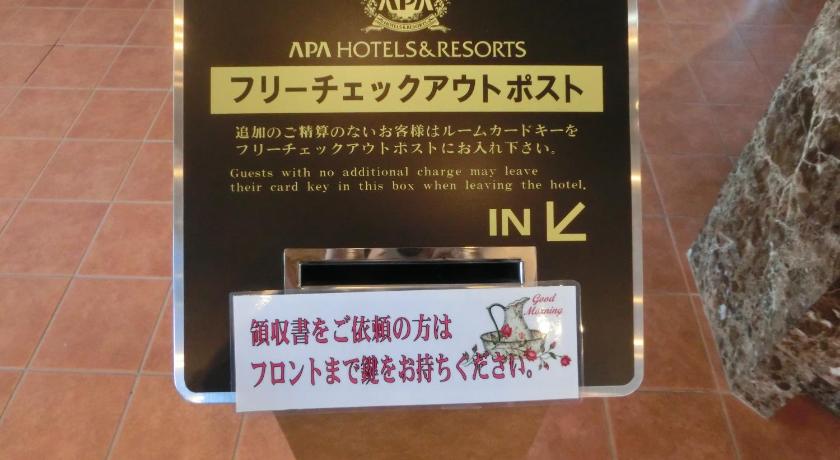 APA
HOTELS&RESORTS
APA HOTELS&RESORTS
フリーチェックアウトポスト
追加のご精算のないお客様はルームカードキーを
フリーチェックアウトポストにお入れ下さい。
Guests with no additional charge may leave
their card key in this box when leaving the hotel.
IN
Good
Morning
領収書をご依頼の方は
フロントまで鍵をお持ちください。